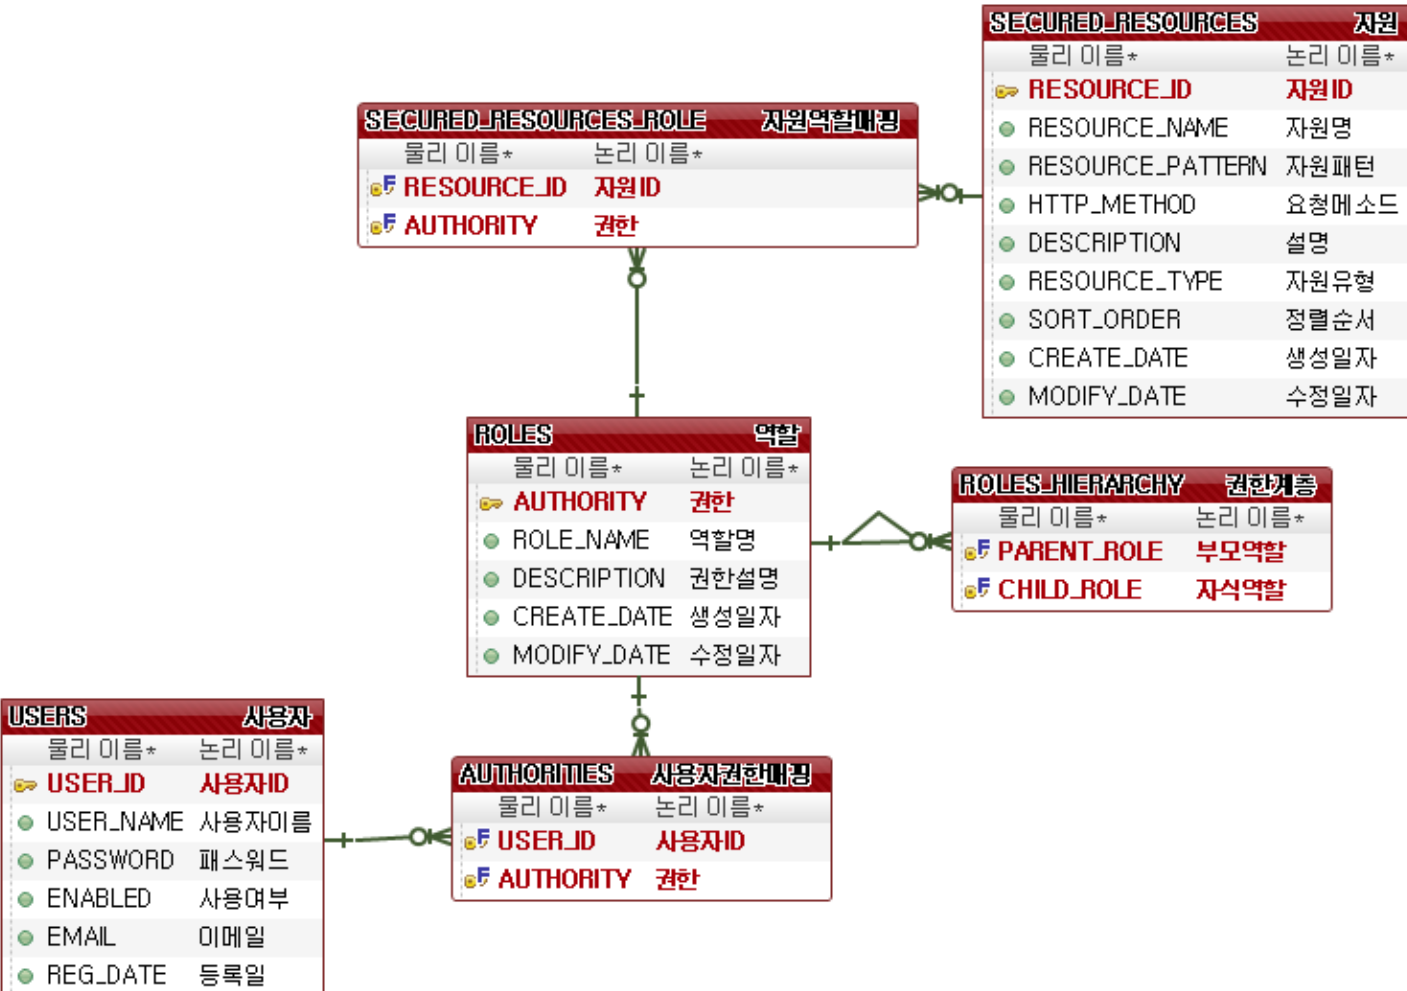 SECURED_RESOURCES 자원
물리 이름* 논리 이름*
RESOURCE_ID 자원ID
RESOURCE_NAME 자원명
RESOURCE_PATTERN 자원패턴
HTTP_METHOD 요청메소드
DESCRIPTION 설명
RESOURCE_TYPE 자원유형
SORT_ORDER 정렬순서
CREATE_DATE 생성일자
MODIFY_DATE 수정일자
SECURED_RESOURCES_ROLE 자원역할매핑
물리 이름* 논리 이름*
RESOURCE_ID 자원ID
AUTHORITY 권한
ROLES 역할
물리 이름* 논리 이름*
AUTHORITY 권한
ROLE_NAME 역할명
DESCRIPTION 권한설명
CREATE_DATE 생성일자
MODIFY_DATE 수정일자
ROLES_HIERARCHY 권한계층
물리 이름* 논리 이름*
PARENT_ROLE 부모역할
CHILD_ROLE 자식역할
USERS 사용자
물리 이름* 논리 이름*
USER_ID 사용자ID
USER_NAME 사용자이름
PASSWORD 패스워드
ENABLED 사용여부
EMAIL 이메일
REG_DATE 등록일
AUTHORITIES 사용자권한매핑
물리 이름* 논리 이름*
USER_ID 사용자ID
AUTHORITY 권한